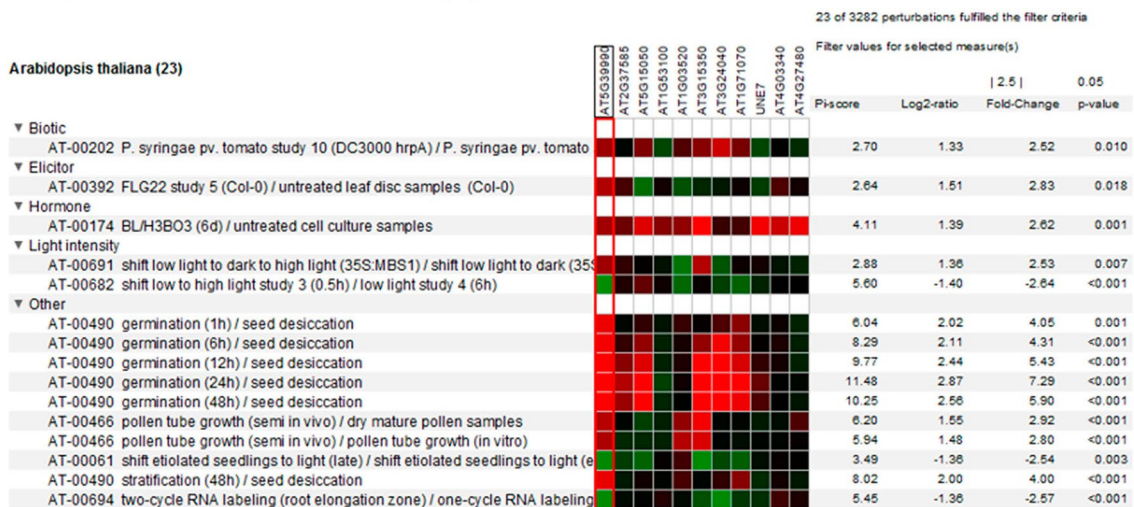 23 of 3282 perturbations fulfilled the filter criteria
Filter values for selected measure(s)
Arabidopsis thaliana (23)
AT5G39990 AT2G37585 AT5G15050 AT1G53100 AT1G03520 AT3G15350 AT3G24040 AT1G71070 UNE7 AT4G03340 AT4G27480
| 2.5 | 0.05
Pi-score Log2-ratio Fold-Change p-value
▼ Biotic
AT-00202 P. syringae pv. tomato study 10 (DC3000 hrpA) / P. syringae pv. tomato 2.70 1.33 2.52 0.010
▼ Elicitor
AT-00392 FLG22 study 5 (Col-0) / untreated leaf disc samples (Col-0) 2.64 1.51 2.83 0.018
▼ Hormone
AT-00174 BL/H3BO3 (6d) / untreated cell culture samples 4.11 1.39 2.62 0.001
▼ Light intensity
AT-00691 shift low light to dark to high light (35S:MBS1) / shift low light to dark (35S 2.88 1.36 2.53 0.007
AT-00682 shift low to high light study 3 (0.5h) / low light study 4 (6h) 5.60 -1.40 -2.64 <0.001
▼ Other
AT-00490 germination (1h) / seed desiccation 6.04 2.02 4.05 0.001
AT-00490 germination (6h) / seed desiccation 8.29 2.11 4.31 <0.001
AT-00490 germination (12h) / seed desiccation 9.77 2.44 5.43 <0.001
AT-00490 germination (24h) / seed desiccation 11.48 2.87 7.29 <0.001
AT-00490 germination (48h) / seed desiccation 10.25 2.56 5.90 <0.001
AT-00466 pollen tube growth (semi in vivo) / dry mature pollen samples 6.20 1.55 2.92 <0.001
AT-00466 pollen tube growth (semi in vivo) / pollen tube growth (in vitro) 5.94 1.48 2.80 <0.001
AT-00061 shift etiolated seedlings to light (late) / shift etiolated seedlings to light (e 3.49 -1.36 -2.54 0.003
AT-00490 stratification (48h) / seed desiccation 8.02 2.00 4.00 <0.001
AT-00694 two-cycle RNA labeling (root elongation zone) / one-cycle RNA labeling 5.45 -1.36 -2.57 <0.001